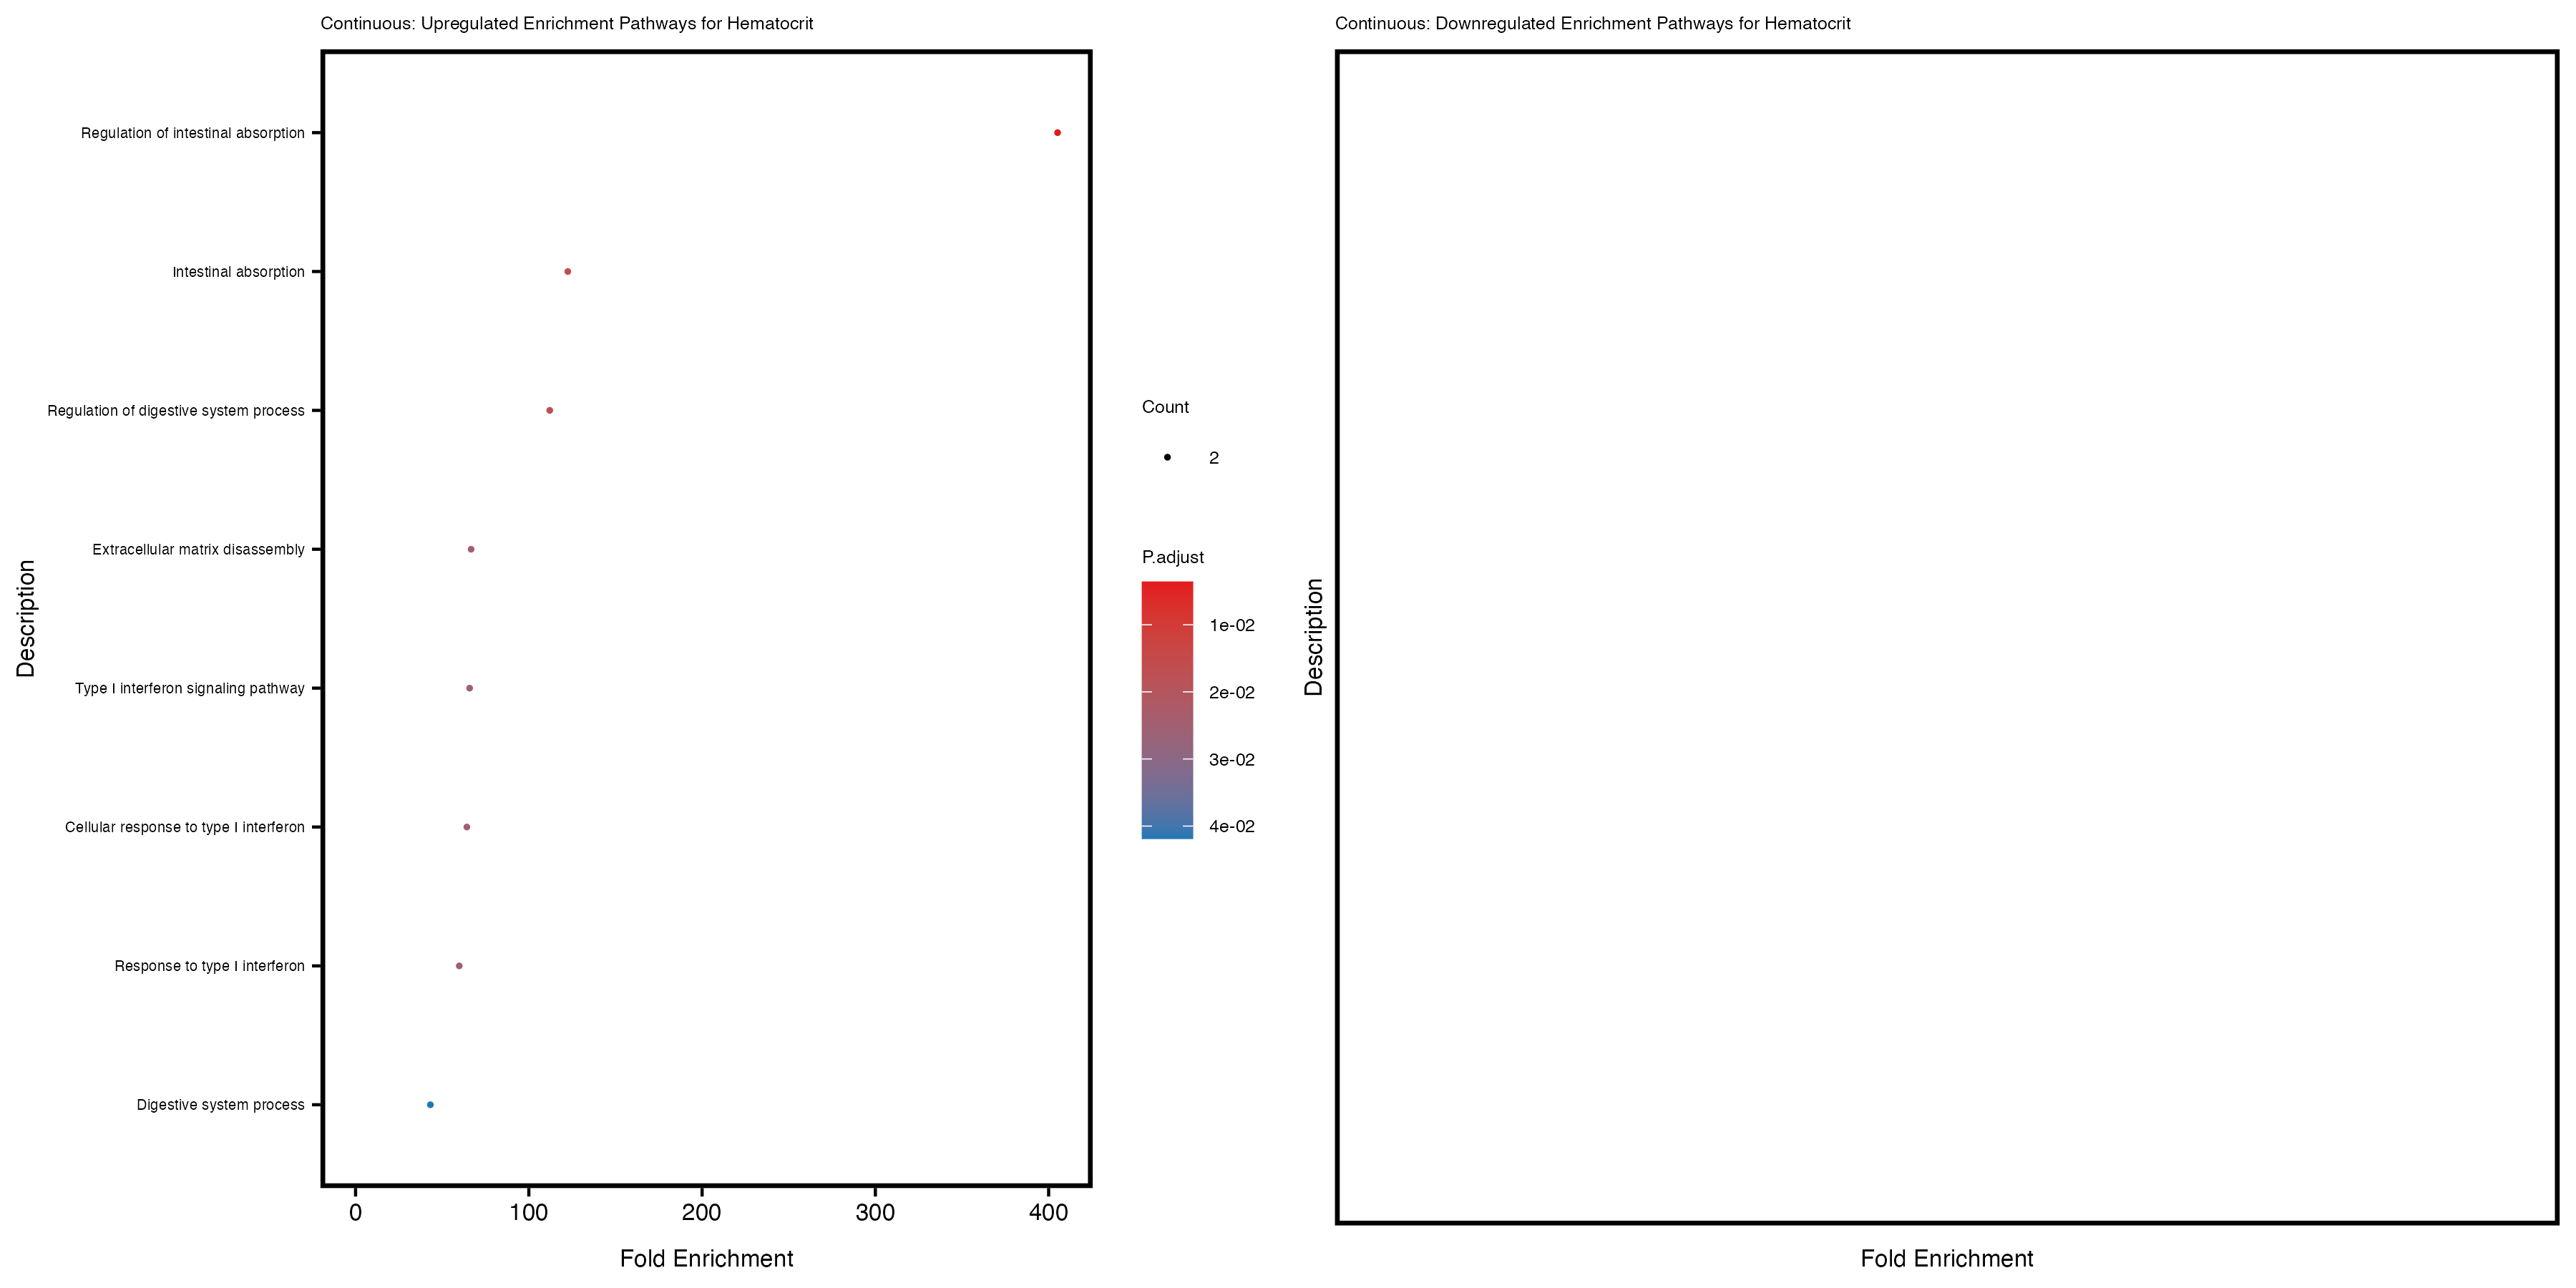 Continuous: Upregulated Enrichment Pathways for Hematocrit
Description
Regulation of intestinal absorption
Intestinal absorption
Regulation of digestive system process
Extracellular matrix disassembly
Type I interferon signaling pathway
Cellular response to type I interferon
Response to type I interferon
Digestive system process
0 100 200 300 400
Fold Enrichment
Count
2
P.adjust
1e-02
2e-02
3e-02
4e-02
Continuous: Downregulated Enrichment Pathways for Hematocrit
Description
Fold Enrichment